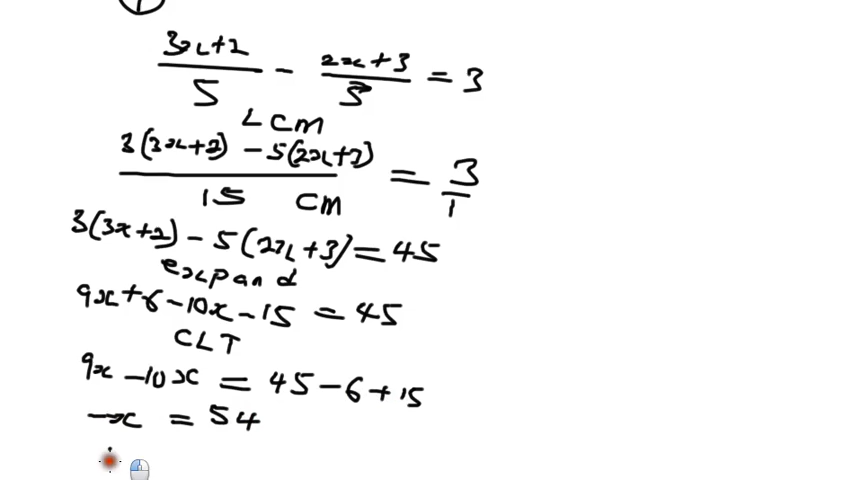 1
3x+2/5 - 2x+3/3 = 3
LCM
3(3x+2) - 5(2x+3)/15 = 3/1
CM
3(3x+2) - 5(2x+3) = 45
expand
9x+6-10x-15 = 45
CLT
9x -10x = 45-6+15
-x = 54